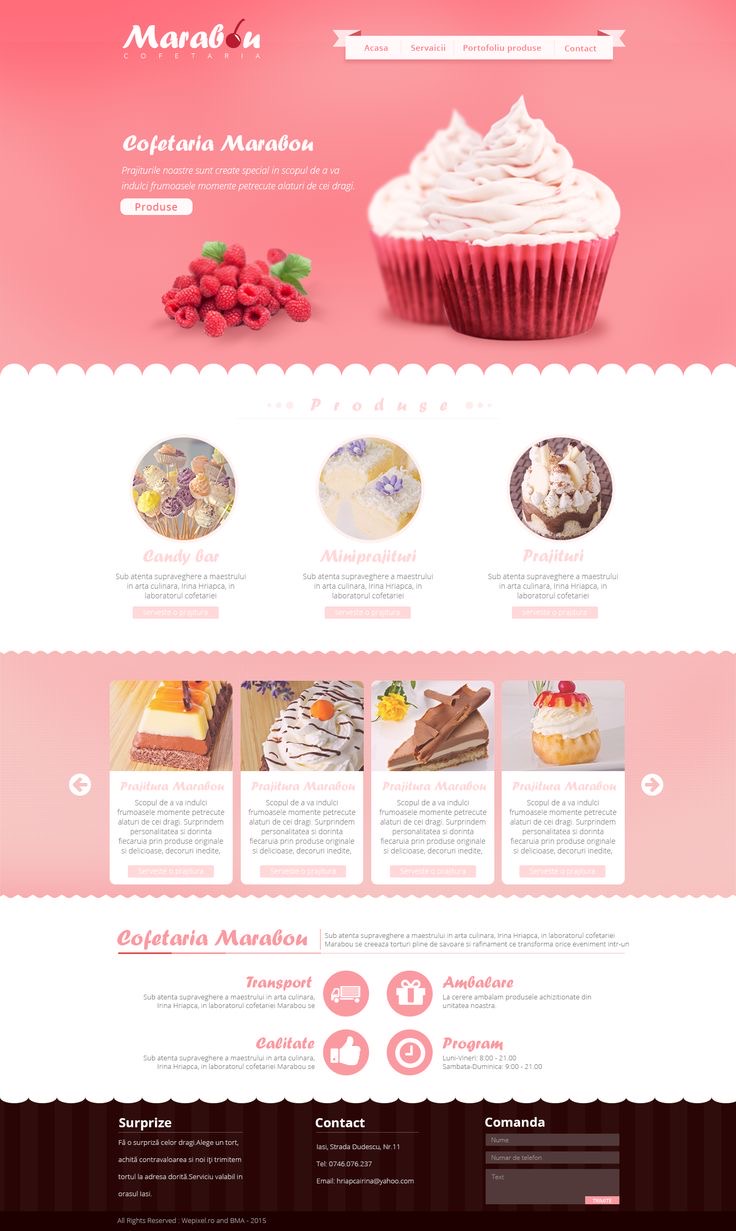 Marabou
COFETARIA
Acasa
Servaicii
Portofoliu produse
Contact
Cofetaria Marabou
Prajiturile noastre sunt create special in scopul de a va
indulci frumoasele momente petrecute alaturi de cei dragi.
Produse
Produse
Candy bar
Sub atenta supraveghere a maestrului
in arta culinara, Irina Hriapca, in
laboratorul cofetariei
Serveste o prajitura
Miniprajituri
Sub atenta supraveghere a maestrului
in arta culinara, Irina Hriapca, in
laboratorul cofetariei
Serveste o prajitura
Prajituri
Sub atenta supraveghere a maestrului
in arta culinara, Irina Hriapca, in
laboratorul cofetariei
Serveste o prajitura
Prajitura Marabou
Scopul de a va indulci
frumoasele momente petrecute
alaturi de cei dragi. Surprindem
personalitatea si dorinta
fiecaruia prin produse originale
si delicioase, decoruri inedite,
Serveste o prajitura
Prajitura Marabou
Scopul de a va indulci
frumoasele momente petrecute
alaturi de cei dragi. Surprindem
personalitatea si dorinta
fiecaruia prin produse originale
si delicioase, decoruri inedite,
Serveste o prajitura
Prajitura Marabou
Scopul de a va indulci
frumoasele momente petrecute
alaturi de cei dragi. Surprindem
personalitatea si dorinta
fiecaruia prin produse originale
si delicioase, decoruri inedite,
Serveste o prajitura
Prajitura Marabou
Scopul de a va indulci
frumoasele momente petrecute
alaturi de cei dragi. Surprindem
personalitatea si dorinta
fiecaruia prin produse originale
si delicioase, decoruri inedite,
Serveste o prajitura
Cofetaria Marabou
Sub atenta supraveghere a maestrului in arta culinara, Irina Hriapca, in laboratorul cofetariei
Marabou se creeaza torturi pline de savoare si rafinament ce transforma orice eveniment intr-un
Transport
Sub atenta supraveghere a maestrului in arta culinara,
Irina Hriapca, in laboratorul cofetariei Marabou se
Ambalare
La cerere ambalam produsele achizitionate din
unitatea noastra.
Calitate
Sub atenta supraveghere a maestrului in arta culinara,
Irina Hriapca, in laboratorul cofetariei Marabou se
Program
Luni-Vineri: 8:00 - 21.00
Sambata-Duminica: 9:00 - 21.00
Surprize
Fă o surpriză celor dragi.Alege un tort,
achită contravaloarea si noi iți trimitem
tortul la adresa dorită.Serviciu valabil in
orasul Iasi.
Contact
Iasi, Strada Dudescu, Nr.11
Tel: 0746.076.237
Email: hriapcairina@yahoo.com
Comanda
Nume
Numar de telefon
Text
TRIMITE
All Rights Reserved : Wepixel.ro and BMA - 2015